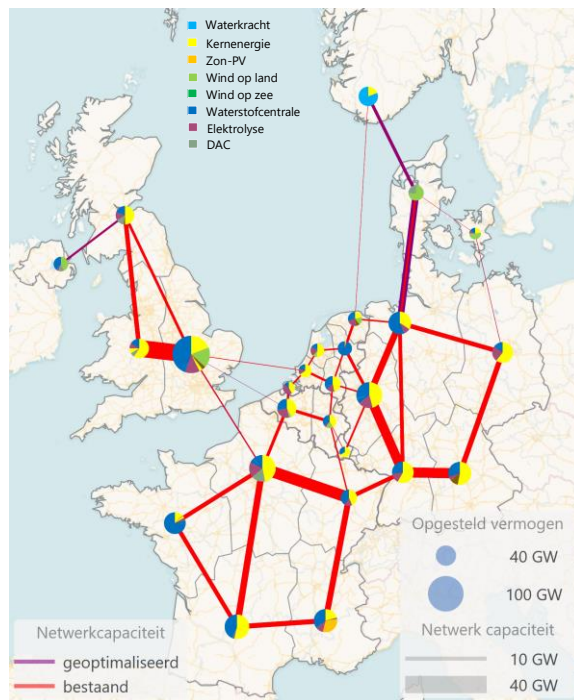 Waterkracht
Kernenergie
Zon-PV
Wind op land
Wind op zee
Waterstofcentrale
Elektrolyse
DAC
Opgesteld vermogen
40 GW
100 GW
Netwerkcapaciteit
geoptimaliseerd
bestaand
Netwerk capaciteit
10 GW
40 GW